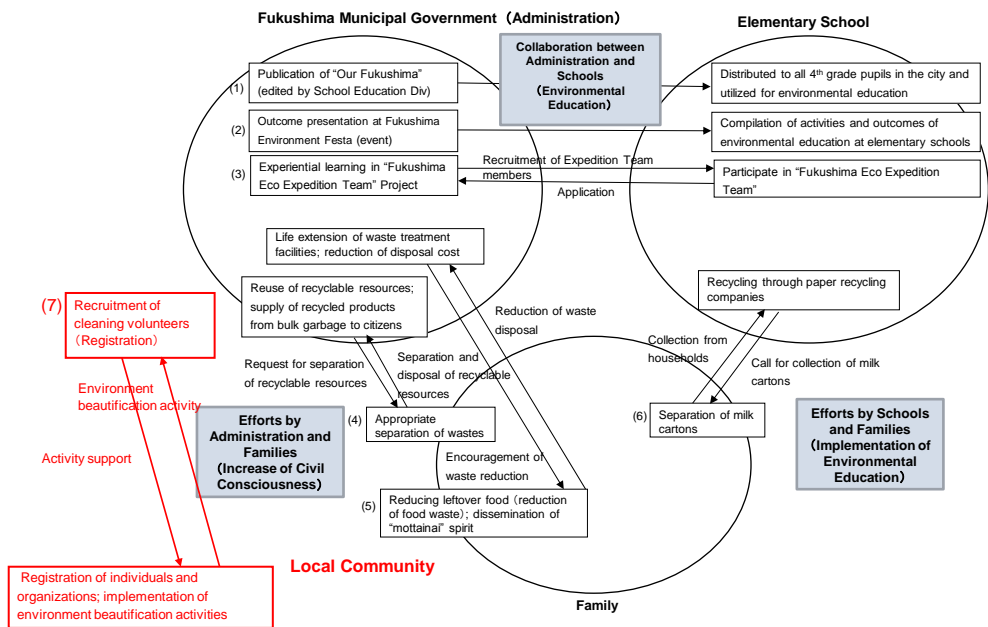 Fukushima Municipal Government（Administration）
Elementary School
Collaboration between
Administration and
Schools
（Environmental
Education）
(1)
Publication of “Our Fukushima”
(edited by School Education Div)
Distributed to all 4th grade pupils in the city and
utilized for environmental education
(2)
Outcome presentation at Fukushima
Environment Festa (event)
Compilation of activities and outcomes of
environmental education at elementary schools
(3)
Experiential learning in “Fukushima
Eco Expedition Team” Project
Recruitment of Expedition Team
members
Application
Participate in “Fukushima Eco Expedition
Team”
Life extension of waste treatment
facilities; reduction of disposal cost
Reuse of recyclable resources;
supply of recycled products
from bulk garbage to citizens
Reduction of waste
disposal
Recycling through paper recycling
companies
(7)
Recruitment of
cleaning volunteers
（Registration）
Request for separation
of recyclable resources
Separation and
disposal of recyclable
resources
Collection from
households
Call for collection of milk
cartons
Environment
beautification activity
Activity support
Efforts by
Administration and
Families
（Increase of Civil
Consciousness）
(4)
Appropriate
separation of wastes
(6)
Separation of milk
cartons
Efforts by Schools
and Families
（Implementation of
Environmental
Education）
Encouragement of
waste reduction
(5)
Reducing leftover food （reduction
of food waste）; dissemination of
“mottainai” spirit
Local Community
Registration of individuals and
organizations; implementation of
environment beautification activities
Family